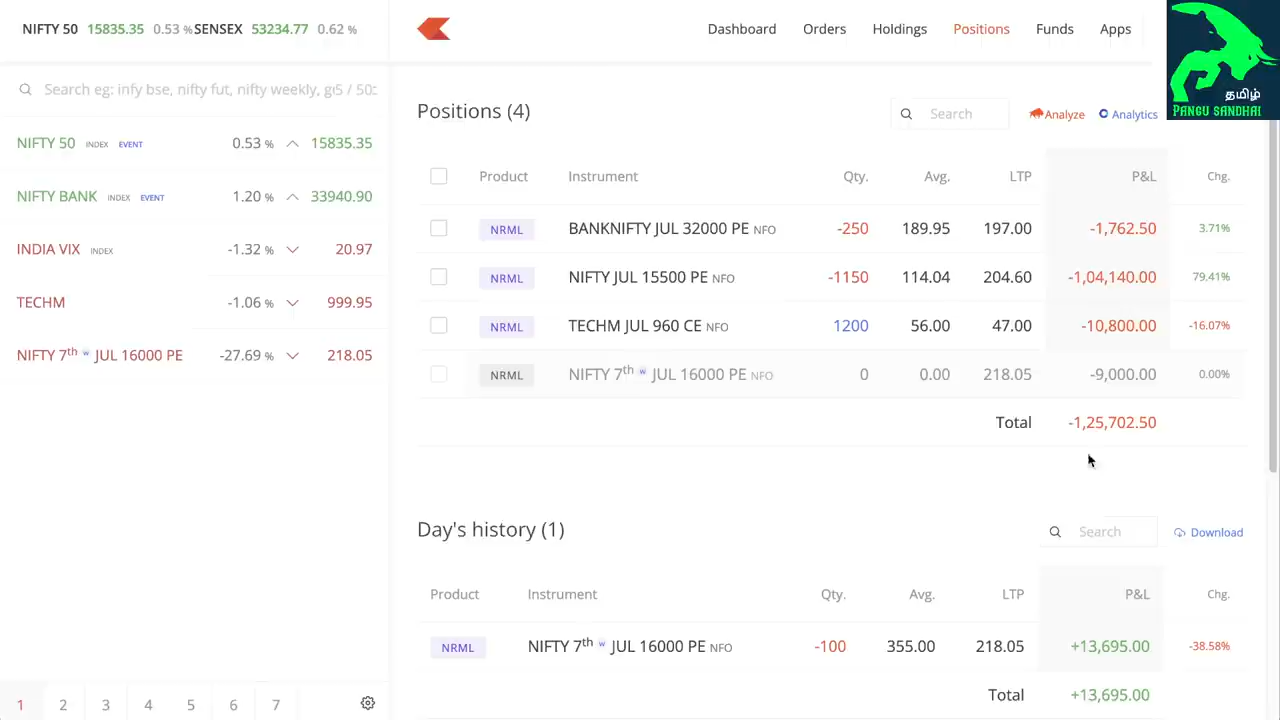 NIFTY 50 15835.35 0.53 % SENSEX 53234.77 0.62 %
Dashboard Orders Holdings Positions Funds Apps
தமிழ்
PANGU SANDHAI
Search eg: infy bse, nifty fut, nifty weekly, 5 / 50
NIFTY 50 INDEX EVENT 0.53 % 15835.35
NIFTY BANK INDEX EVENT 1.20 % 33940.90
INDIA VIX INDEX -1.32 % 20.97
TECHM -1.06 % 999.95
NIFTY 7th w JUL 16000 PE -27.69 % 218.05
1 2 3 4 5 6 7
Positions (4) Search Analyze Analytics
Product Instrument Qty. Avg. LTP P&L Chg.
NRML BANKNIFTY JUL 32000 PE NFO -250 189.95 197.00 -1,762.50 3.71%
NRML NIFTY JUL 15500 PE NFO -1150 114.04 204.60 -1,04,140.00 79.41%
NRML TECHM JUL 960 CE NFO 1200 56.00 47.00 -10,800.00 -16.07%
NRML NIFTY 7th w JUL 16000 PE NFO 0 0.00 218.05 -9,000.00 0.00%
Total -1,25,702.50
Day's history (1) Search Download
Product Instrument Qty. Avg. LTP P&L Chg.
NRML NIFTY 7th w JUL 16000 PE NFO -100 355.00 218.05 +13,695.00 -38.58%
Total +13,695.00